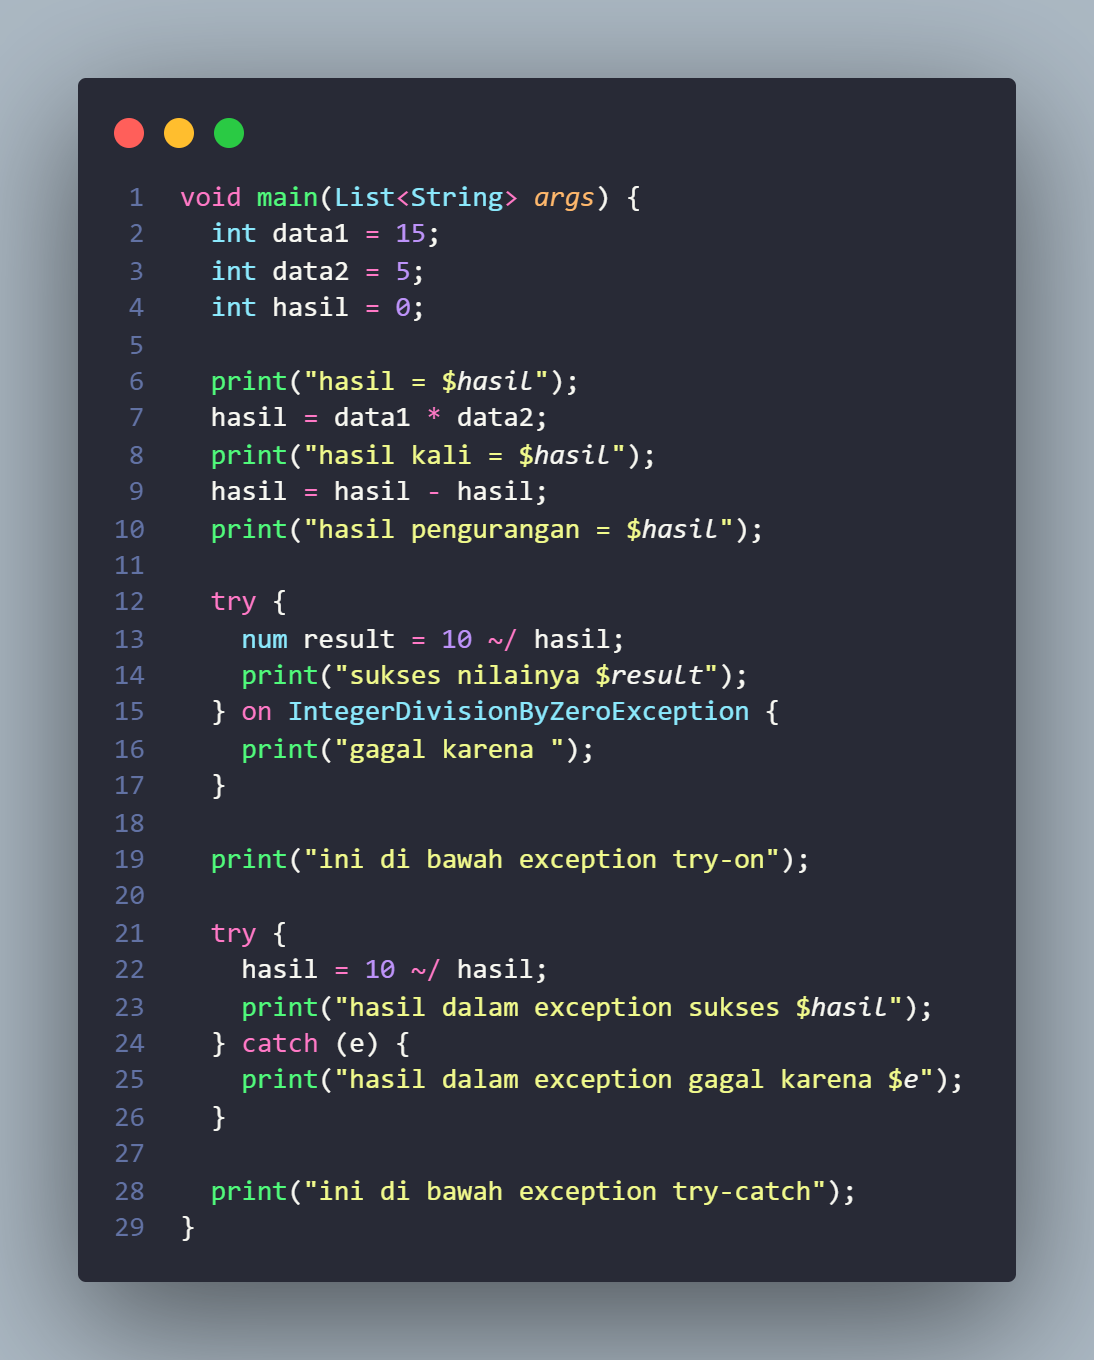 1 void main(List<String> args) {
2   int data1 = 15;
3   int data2 = 5;
4   int hasil = 0;
5
6   print("hasil = $hasil");
7   hasil = data1 * data2;
8   print("hasil kali = $hasil");
9   hasil = hasil - hasil;
10   print("hasil pengurangan = $hasil");
11
12   try {
13     num result = 10 ~/ hasil;
14     print("sukses nilainya $result");
15   } on IntegerDivisionByZeroException {
16     print("gagal karena ");
17   }
18
19   print("ini di bawah exception try-on");
20
21   try {
22     hasil = 10 ~/ hasil;
23     print("hasil dalam exception sukses $hasil");
24   } catch (e) {
25     print("hasil dalam exception gagal karena $e");
26   }
27
28   print("ini di bawah exception try-catch");
29 }